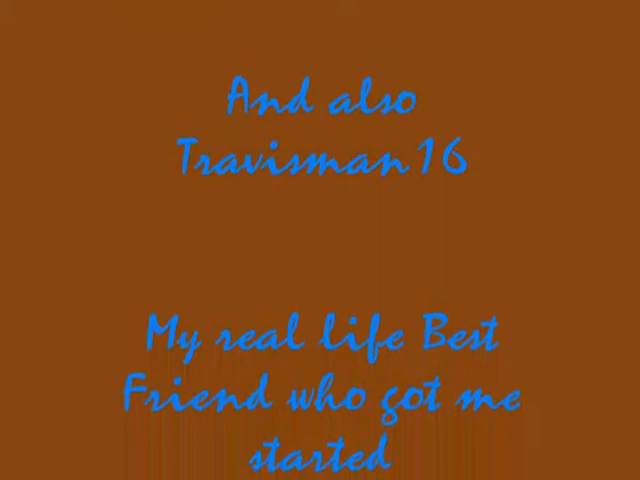 And also
Travisman16
My real life Best
Friend who got me
started